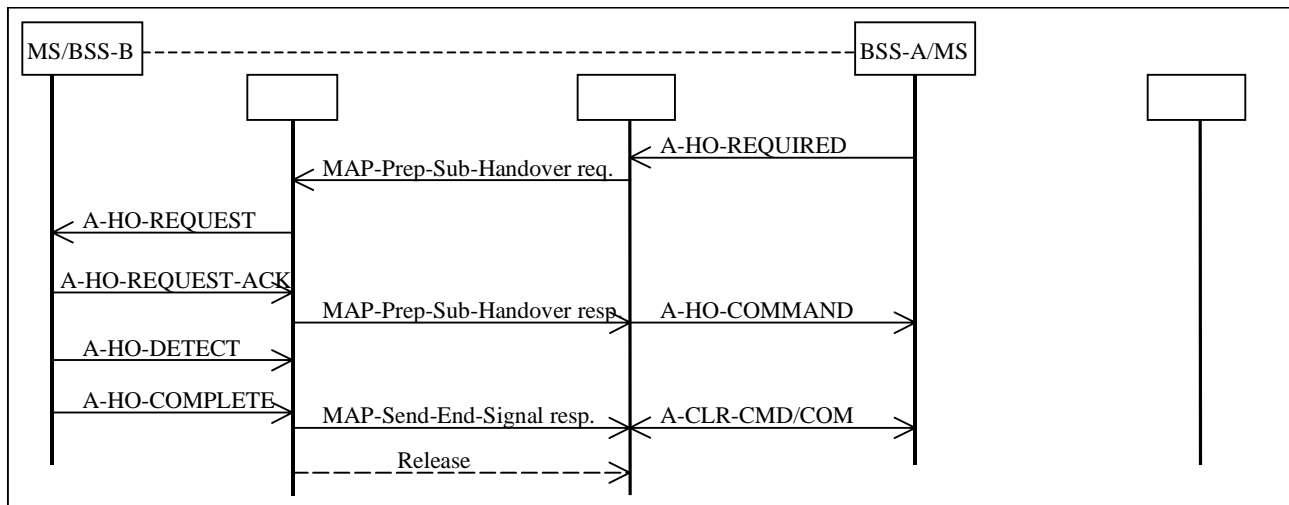 MS/BSS-B
BSS-A/MS
A-HO-REQUIRED
MAP-Prep-Sub-Handover req.
A-HO-REQUEST
A-HO-REQUEST-ACK
MAP-Prep-Sub-Handover resp.
A-HO-COMMAND
A-HO-DETECT
A-HO-COMPLETE
MAP-Send-End-Signal resp.
A-CLR-CMD/COM
Release